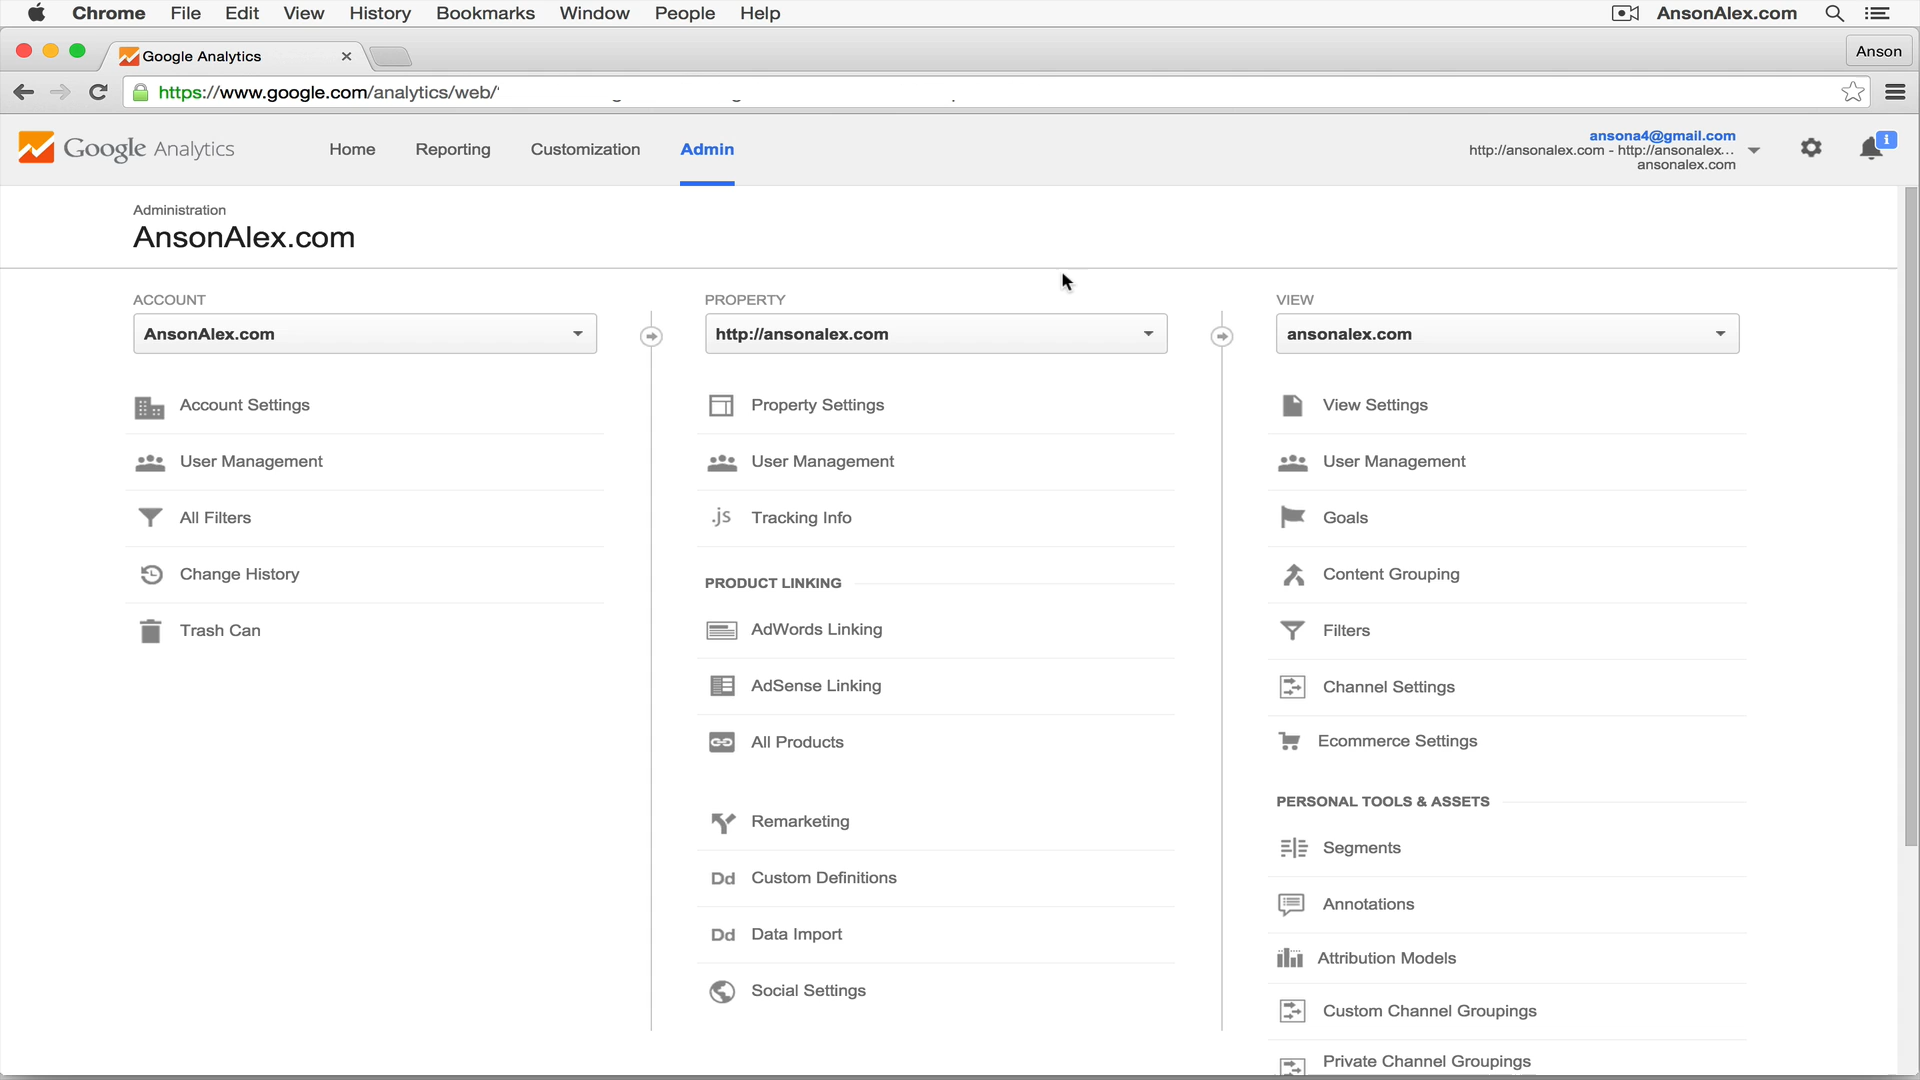 Chrome File Edit View History Bookmarks Window People Help AnsonAlex.com
Google Analytics Anson
https://www.google.com/analytics/web/
Google Analytics Home Reporting Customization Admin
ansona4@gmail.com
http://ansonalex.com - http://ansonalex...
ansonalex.com
Administration
AnsonAlex.com
ACCOUNT
AnsonAlex.com
Account Settings
User Management
All Filters
Change History
Trash Can
PROPERTY
http://ansonalex.com
Property Settings
User Management
.js Tracking Info
PRODUCT LINKING
AdWords Linking
AdSense Linking
All Products
Remarketing
Dd Custom Definitions
Dd Data Import
Social Settings
VIEW
ansonalex.com
View Settings
User Management
Goals
Content Grouping
Filters
Channel Settings
Ecommerce Settings
PERSONAL TOOLS & ASSETS
Segments
Annotations
Attribution Models
Custom Channel Groupings
Private Channel Groupings